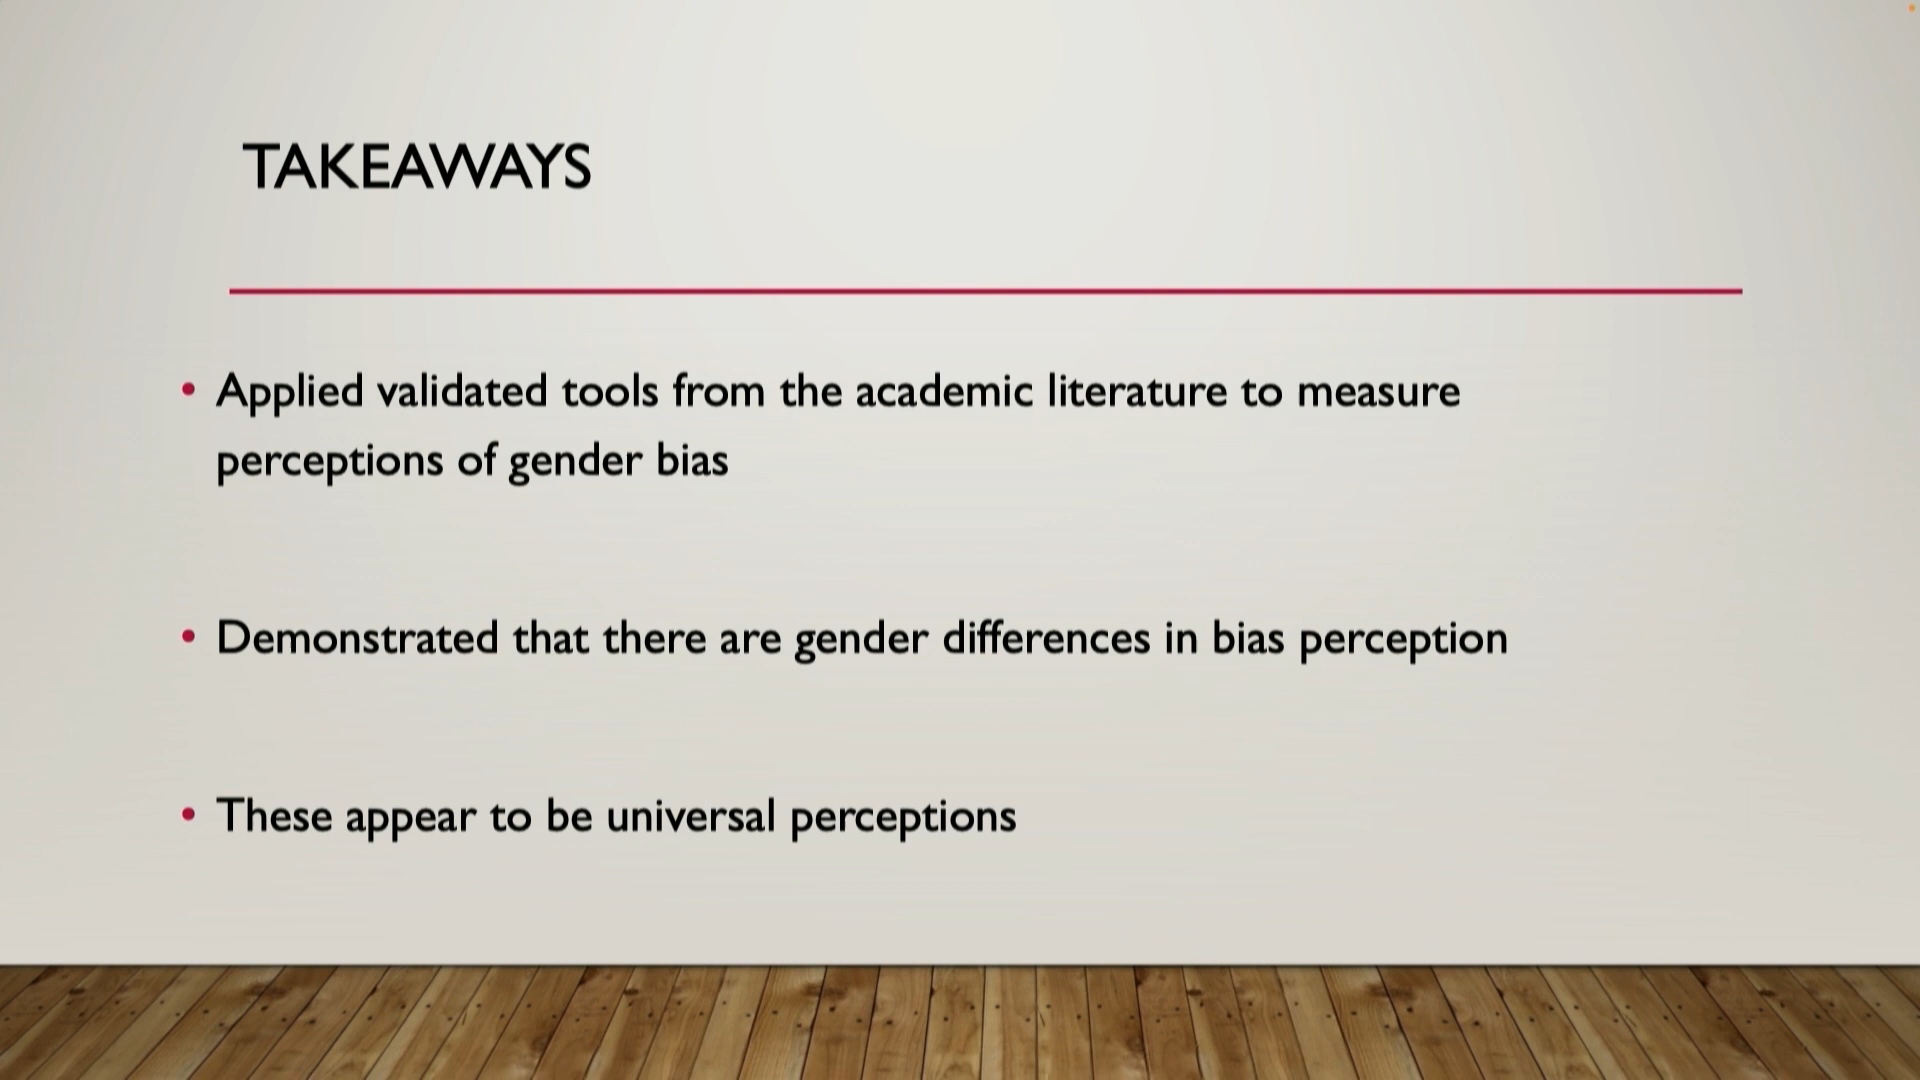 TAKEAWAYS
• Applied validated tools from the academic literature to measure
perceptions of gender bias
• Demonstrated that there are gender differences in bias perception
• These appear to be universal perceptions